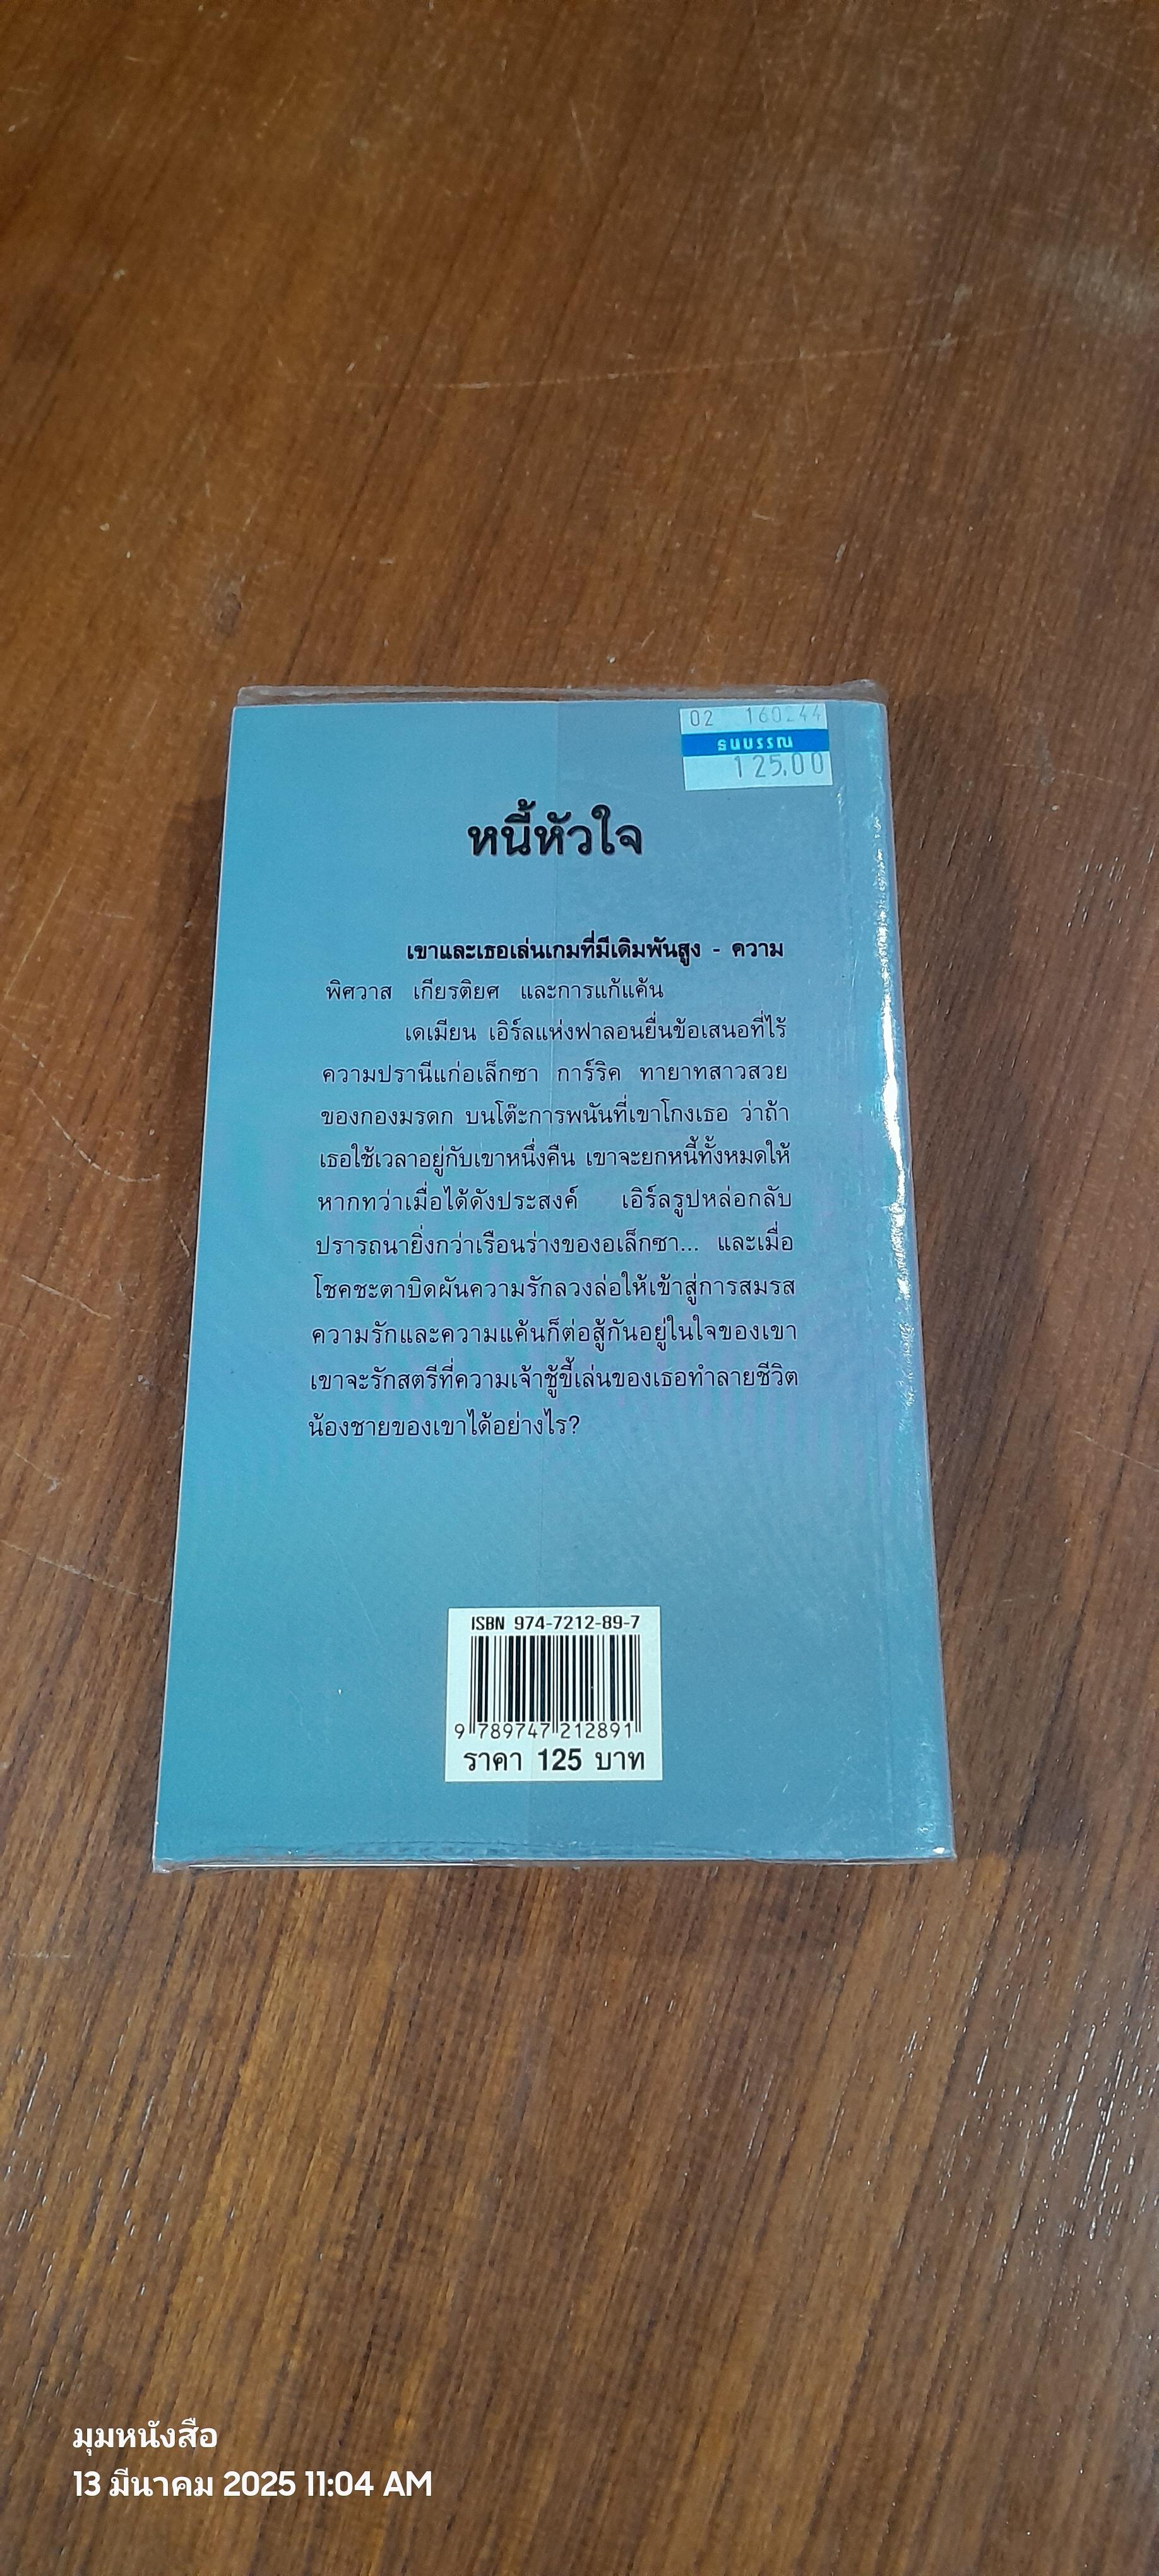 02 160244
ธนบรรณ
125.00
หนี้หัวใจ
เขาและเธอเล่นเกมที่มีเดิมพันสูง - ความ
พิศวาส เกียรติยศ และการแก้แค้น
เดเมียน เอิร์ลแห่งฟาลอนยื่นข้อเสนอที่ไร้
ความปรานีแก่อเล็กซา การ์ริค ทายาทสาวสวย
ของกองมรดก บนโต๊ะการพนันที่เขาโกงเธอ ว่าถ้า
เธอใช้เวลาอยู่กับเขาหนึ่งคืน เขาจะยกหนี้ทั้งหมดให้
หากทว่าเมื่อได้ดังประสงค์ เอิร์ลรูปหล่อกลับ
ปรารถนายิ่งกว่าเรือนร่างของอเล็กซา... และเมื่อ
โชคชะตาบิดผันความรักลวงล่อให้เข้าสู่การสมรส
ความรักและความแค้นก็ต่อสู้กันอยู่ในใจของเขา
เขาจะรักสตรีที่ความเจ้าชู้ขี้เล่นของเธอทำลายชีวิต
น้องชายของเขาได้อย่างไร?
ISBN 974-7212-89-7
9 789747 212891
ราคา 125 บาท
มุมหนังสือ
13 มีนาคม 2025 11:04 AM